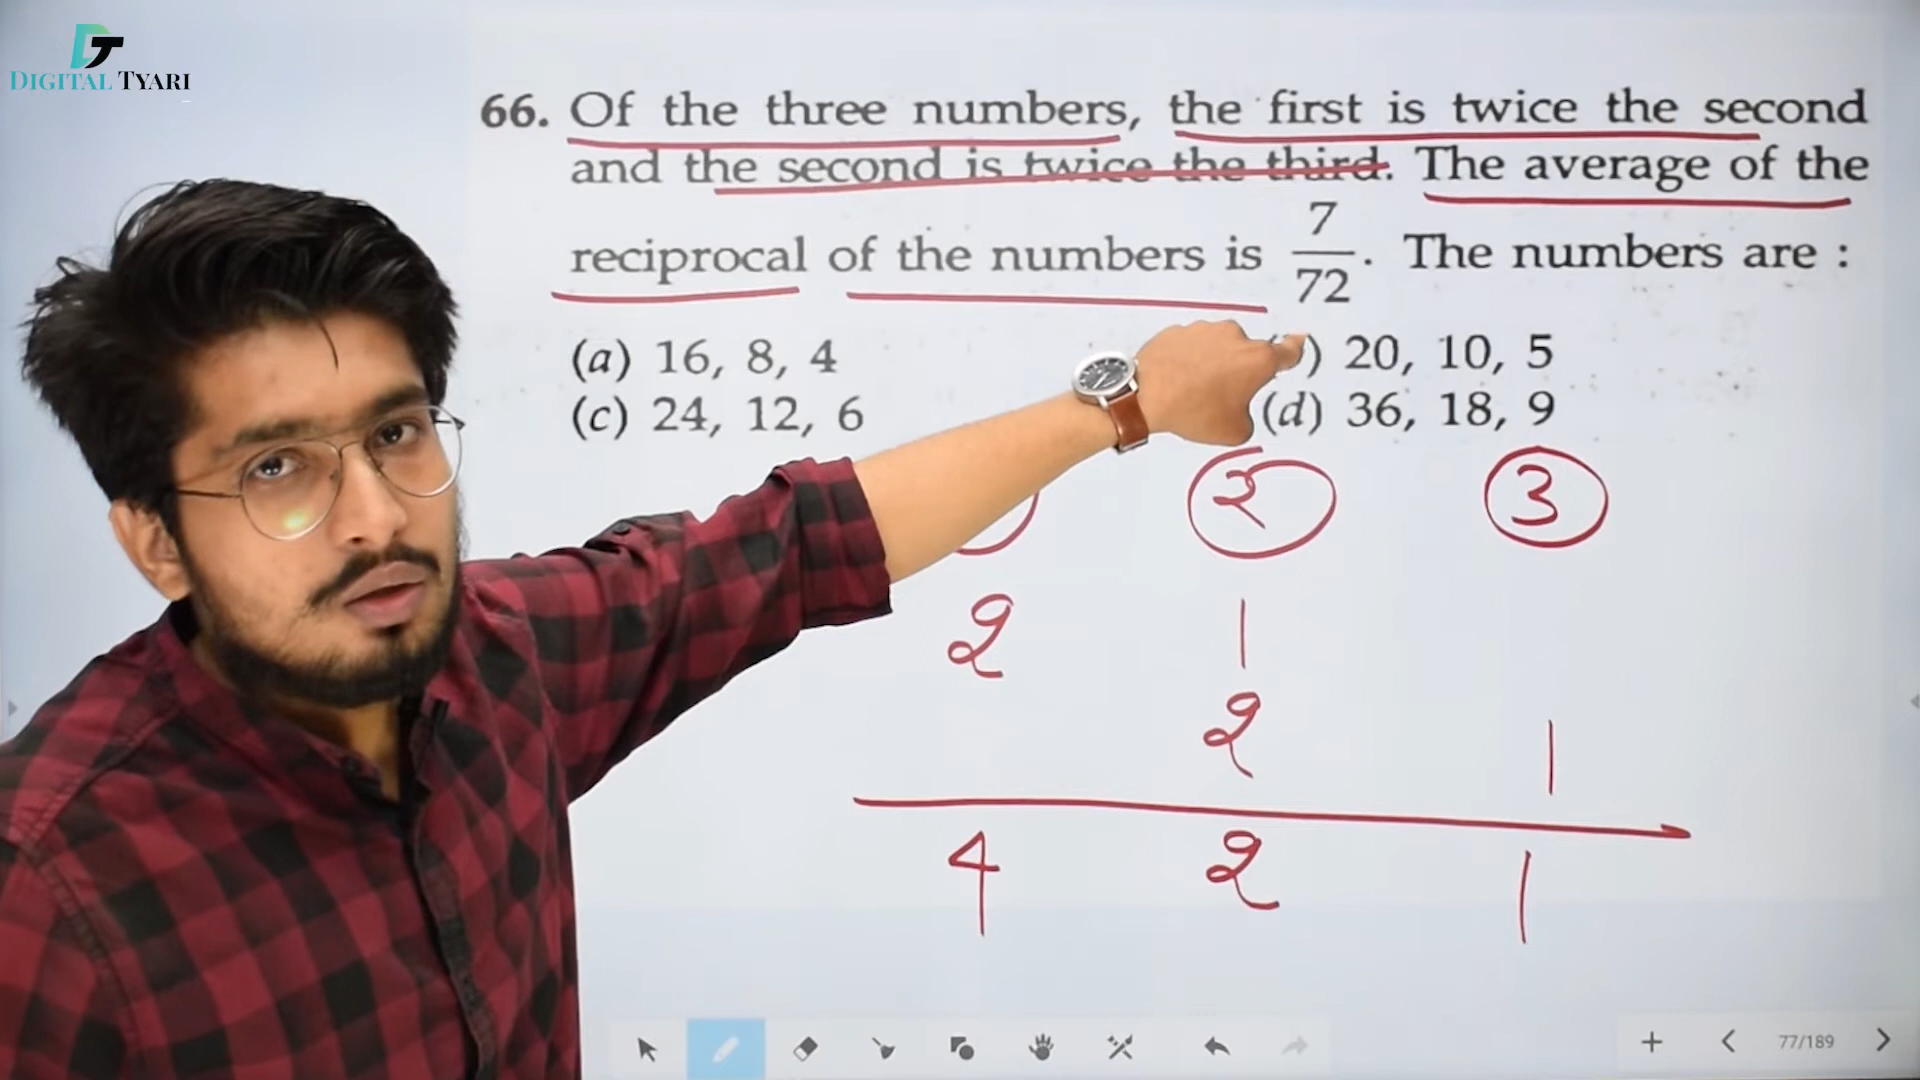 DIGITAL TYARI
66. Of the three numbers, the first is twice the second
and the second is twice the third. The average of the
reciprocal of the numbers is 7/72. The numbers are :
(a) 16, 8, 4 ) 20, 10, 5
(c) 24, 12, 6 (d) 36, 18, 9
२ 3
2 1
2 1
4 2 1
77/189